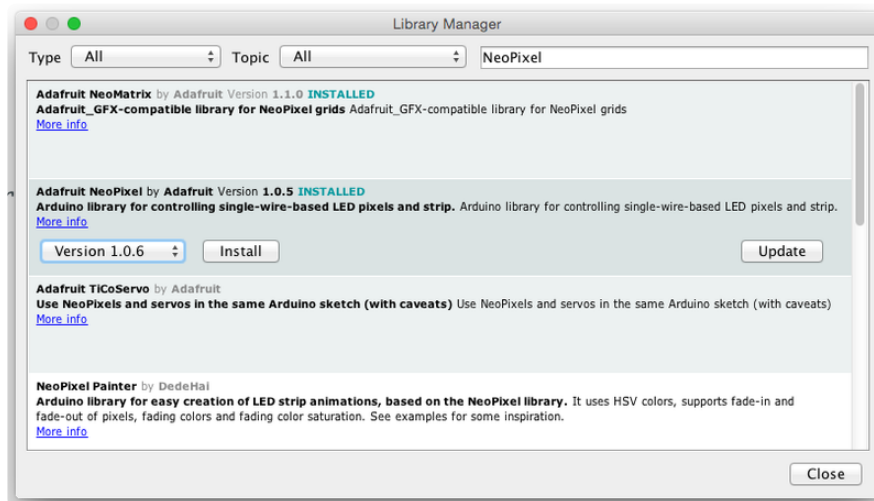 Library Manager
Type All Topic All NeoPixel
Adafruit NeoMatrix by Adafruit Version 1.1.0 INSTALLED
Adafruit_GFX-compatible library for NeoPixel grids Adafruit_GFX-compatible library for NeoPixel grids
More info
Adafruit NeoPixel by Adafruit Version 1.0.5 INSTALLED
Arduino library for controlling single-wire-based LED pixels and strip. Arduino library for controlling single-wire-based LED pixels and strip.
More info
Version 1.0.6 Install Update
Adafruit TiCoServo by Adafruit
Use NeoPixels and servos in the same Arduino sketch (with caveats) Use NeoPixels and servos in the same Arduino sketch (with caveats)
More info
NeoPixel Painter by DedeHai
Arduino library for easy creation of LED strip animations, based on the NeoPixel library. It uses HSV colors, supports fade-in and
fade-out of pixels, fading colors and fading color saturation. See examples for some inspiration.
More info
Close